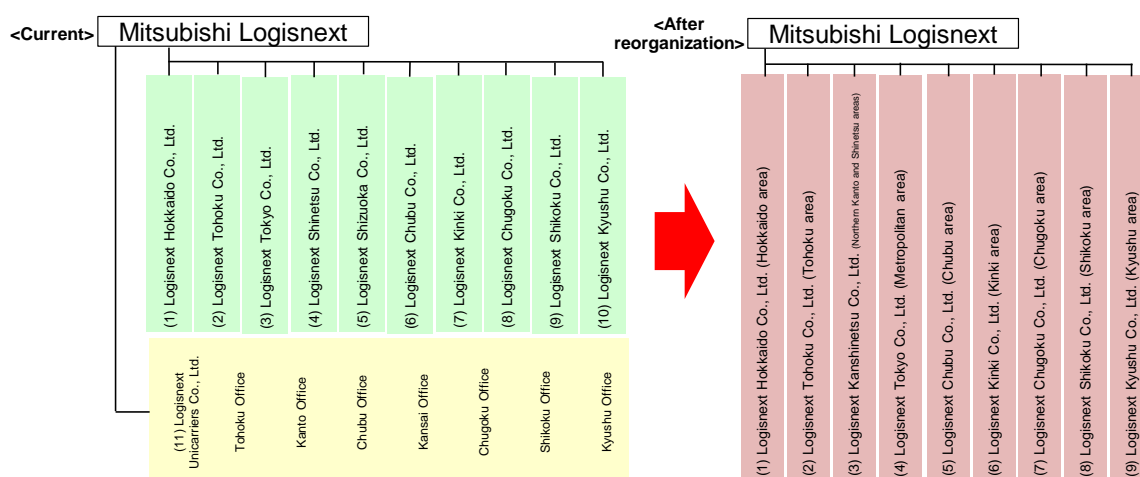 <Current>
Mitsubishi Logisnext
(1) Logisnext Hokkaido Co., Ltd.
(2) Logisnext Tohoku Co., Ltd.
(3) Logisnext Tokyo Co., Ltd.
(4) Logisnext Shinetsu Co., Ltd.
(5) Logisnext Shizuoka Co., Ltd.
(6) Logisnext Chubu Co., Ltd.
(7) Logisnext Kinki Co., Ltd.
(8) Logisnext Chugoku Co., Ltd.
(9) Logisnext Shikoku Co., Ltd.
(10) Logisnext Kyushu Co., Ltd.
(11) Logisnext
Unicarriers Co., Ltd.
Tohoku Office
Kanto Office
Chubu Office
Kansai Office
Chugoku Office
Shikoku Office
Kyushu Office
<After
reorganization>
Mitsubishi Logisnext
(1) Logisnext Hokkaido Co., Ltd. (Hokkaido area)
(2) Logisnext Tohoku Co., Ltd. (Tohoku area)
(3) Logisnext Kanshinetsu Co., Ltd. (Northern Kanto and Shinetsu areas)
(4) Logisnext Tokyo Co., Ltd. (Metropolitan area)
(5) Logisnext Chubu Co., Ltd. (Chubu area)
(6) Logisnext Kinki Co., Ltd. (Kinki area)
(7) Logisnext Chugoku Co., Ltd. (Chugoku area)
(8) Logisnext Shikoku Co., Ltd. (Shikoku area)
(9) Logisnext Kyushu Co., Ltd. (Kyushu area)